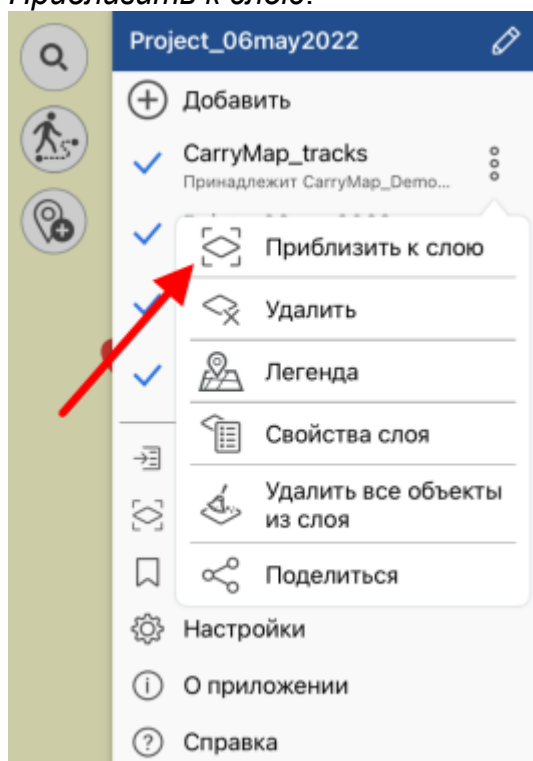 Project_06may2022
Добавить
CarryMap_tracks
Принадлежит CarryMap_Demo...
Приблизить к слою
Удалить
Легенда
Свойства слоя
Удалить все объекты
из слоя
Поделиться
Настройки
О приложении
Справка